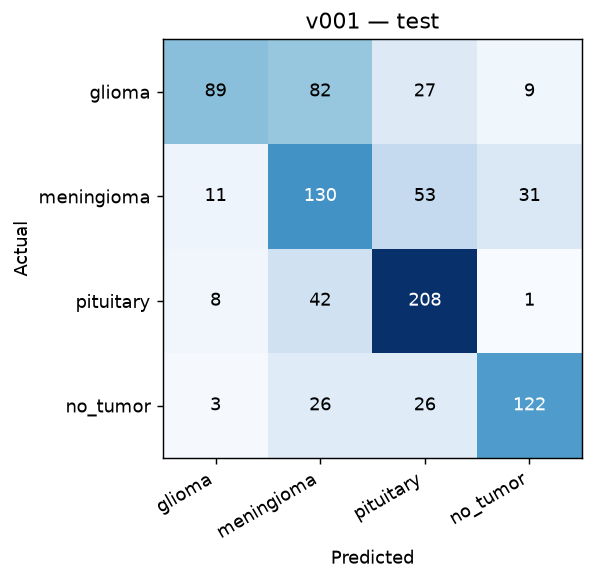 v001 — test
glioma 89 82 27 9
meningioma 11 130 53 31
Actual
pituitary 8 42 208 1
no_tumor 3 26 26 122
glioma meningioma pituitary no_tumor
Predicted